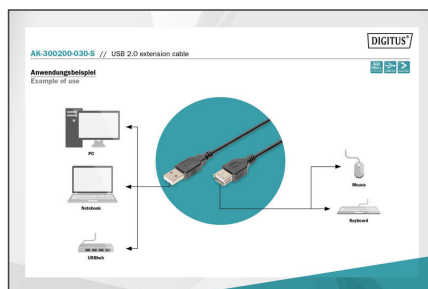 DIGITUS®
AK-300200-030-S // USB 2.0 extension cable
Anwendungsbeispiel
Example of use
PC
Notebook
USBhub
Mouse
Keyboard